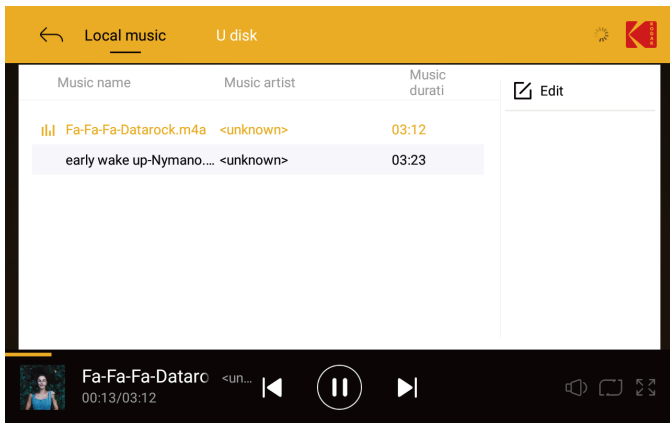 Local music
U disk
KODAK
Music name
Music artist
Music
durati
Edit
Fa-Fa-Fa-Datarock.m4a
<unknown>
03:12
early wake up-Nymano....
<unknown>
03:23
Fa-Fa-Fa-Dataro
<un...
00:13/03:12